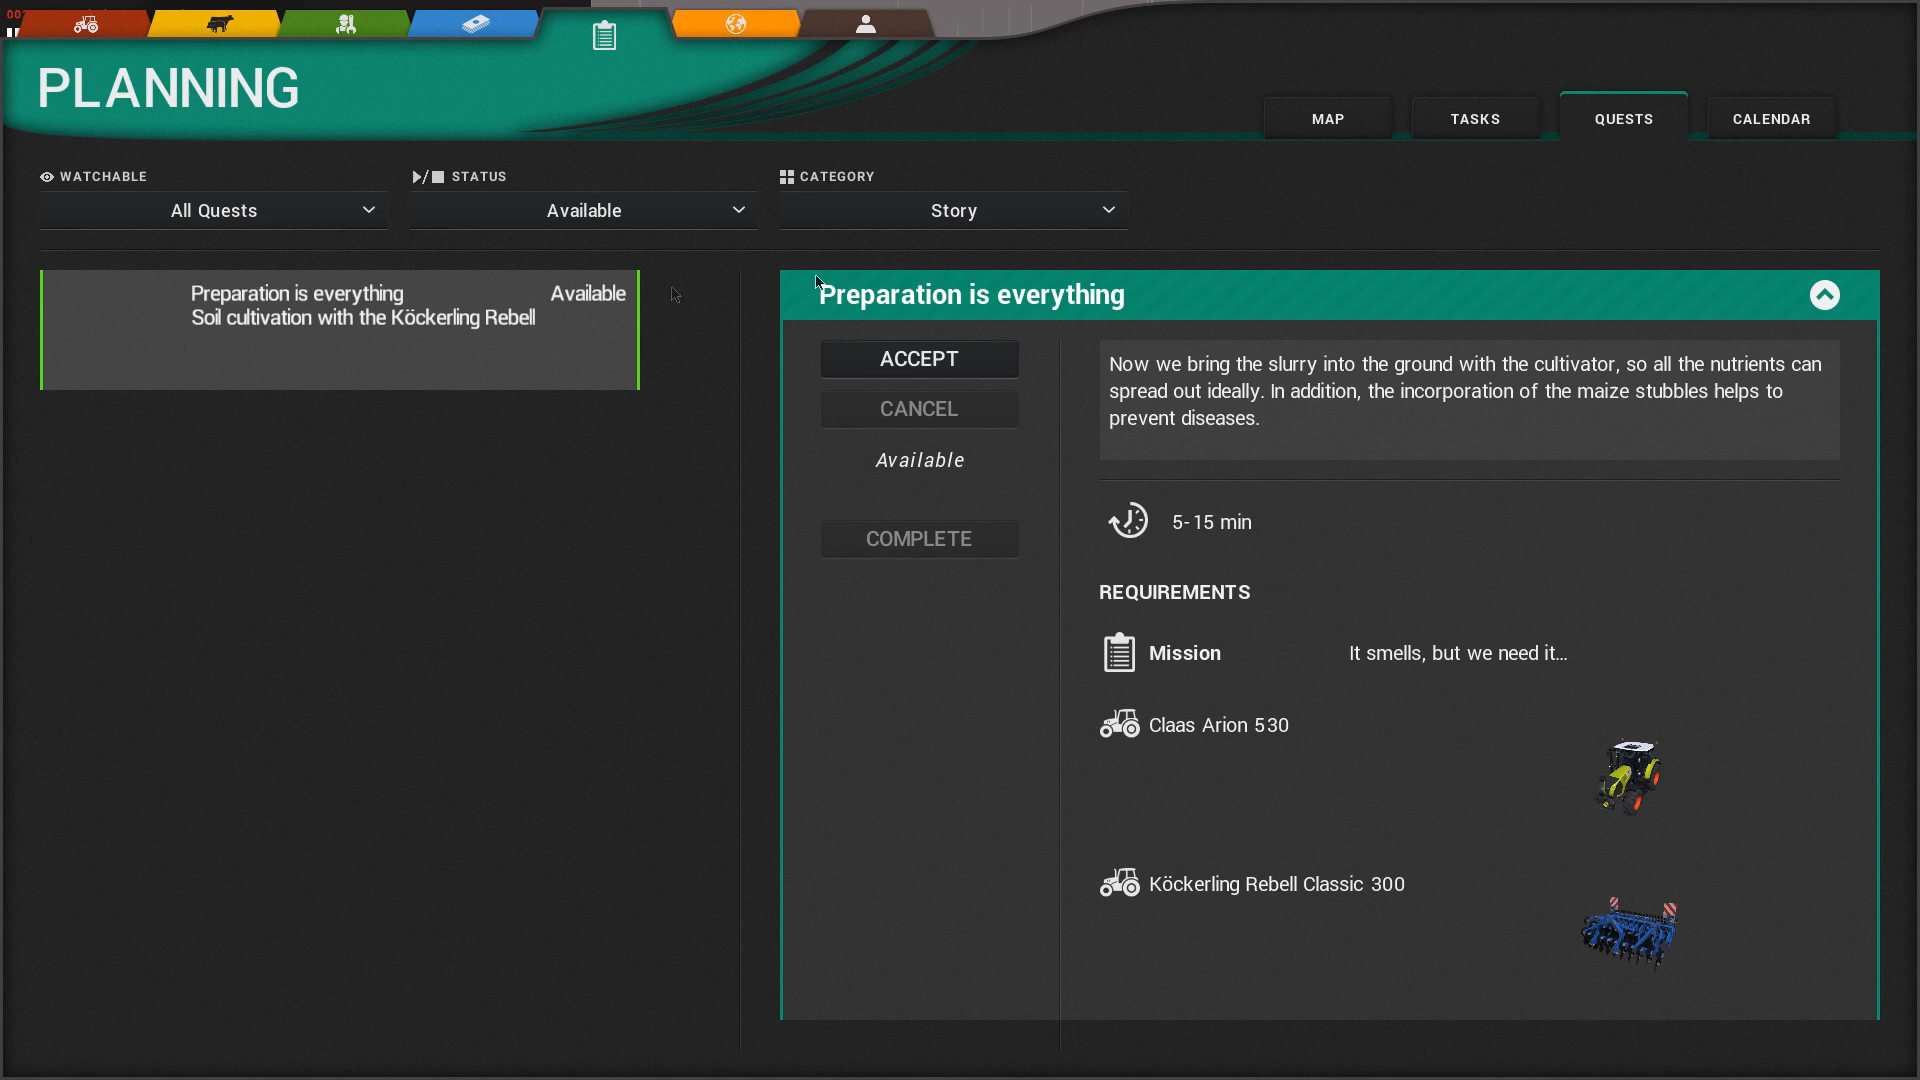 PLANNING
MAP
TASKS
QUESTS
CALENDAR
WATCHABLE
STATUS
CATEGORY
All Quests
Available
Story
Preparation is everything
Available
Soil cultivation with the Köckerling Rebell
Preparation is everything
ACCEPT
CANCEL
Available
COMPLETE
Now we bring the slurry into the ground with the cultivator, so all the nutrients can
spread out ideally. In addition, the incorporation of the maize stubbles helps to
prevent diseases.
5-15 min
REQUIREMENTS
Mission
It smells, but we need it...
Claas Arion 530
Köckerling Rebell Classic 300